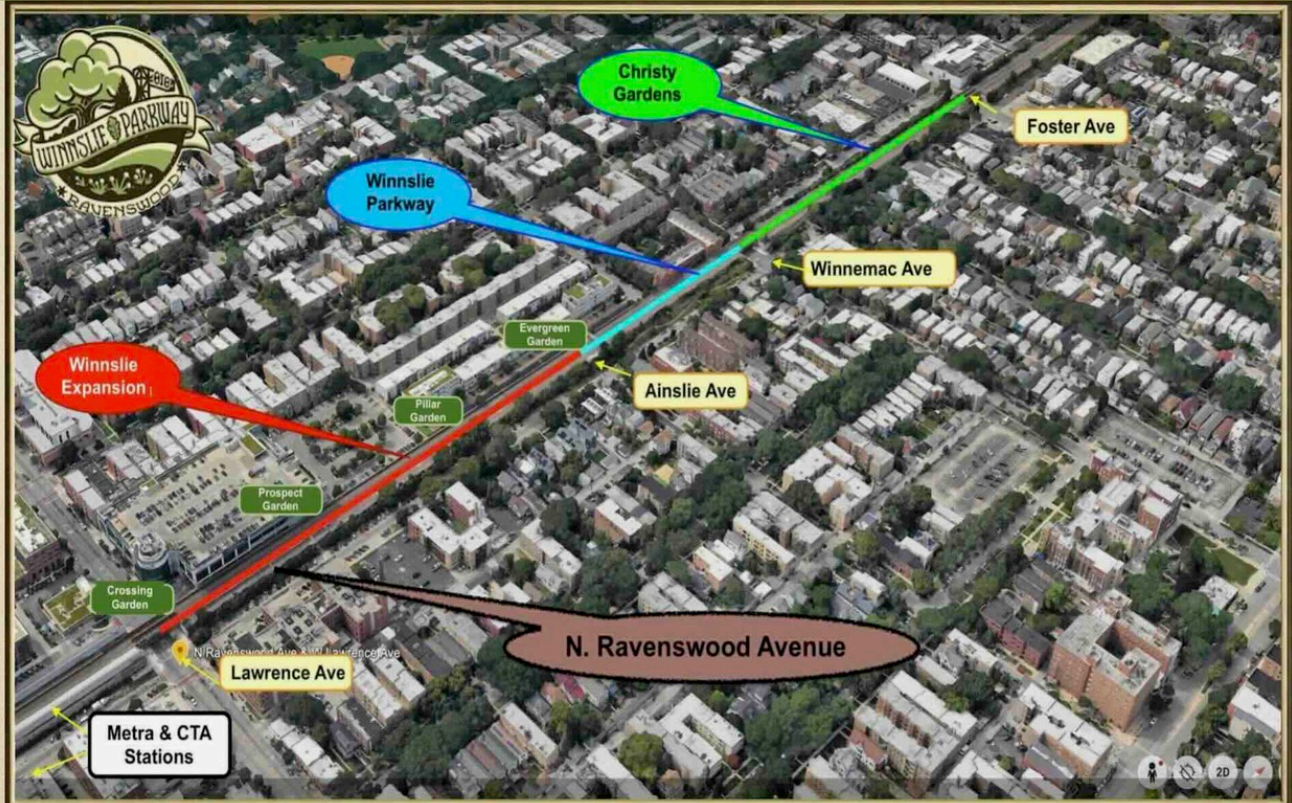 WINNSLIE PARKWAY
RAVENSWOOD
Christy
Gardens
Foster Ave
Winnslie
Parkway
Winnemac Ave
Evergreen
Garden
Winnslie
Expansion
Ainslie Ave
Pillar
Garden
Prospect
Garden
Crossing
Garden
N. Ravenswood Avenue
N Ravenswood Ave & W Lawrence Ave
Lawrence Ave
Metra & CTA
Stations
2D